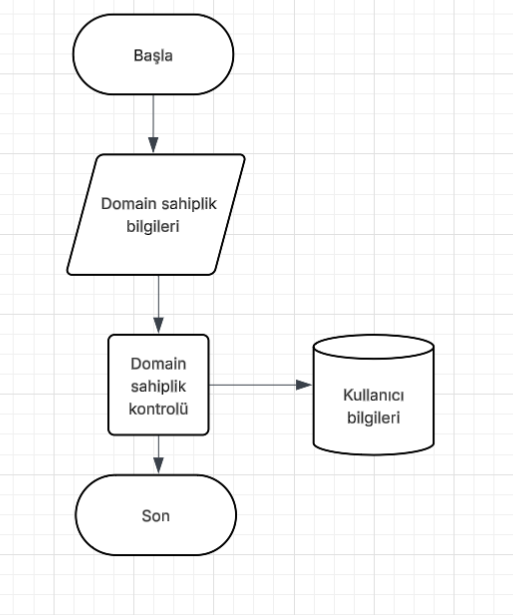 Başla
Domain sahiplik
bilgileri
Domain
sahiplik
kontrolü
Kullanıcı
bilgileri
Son